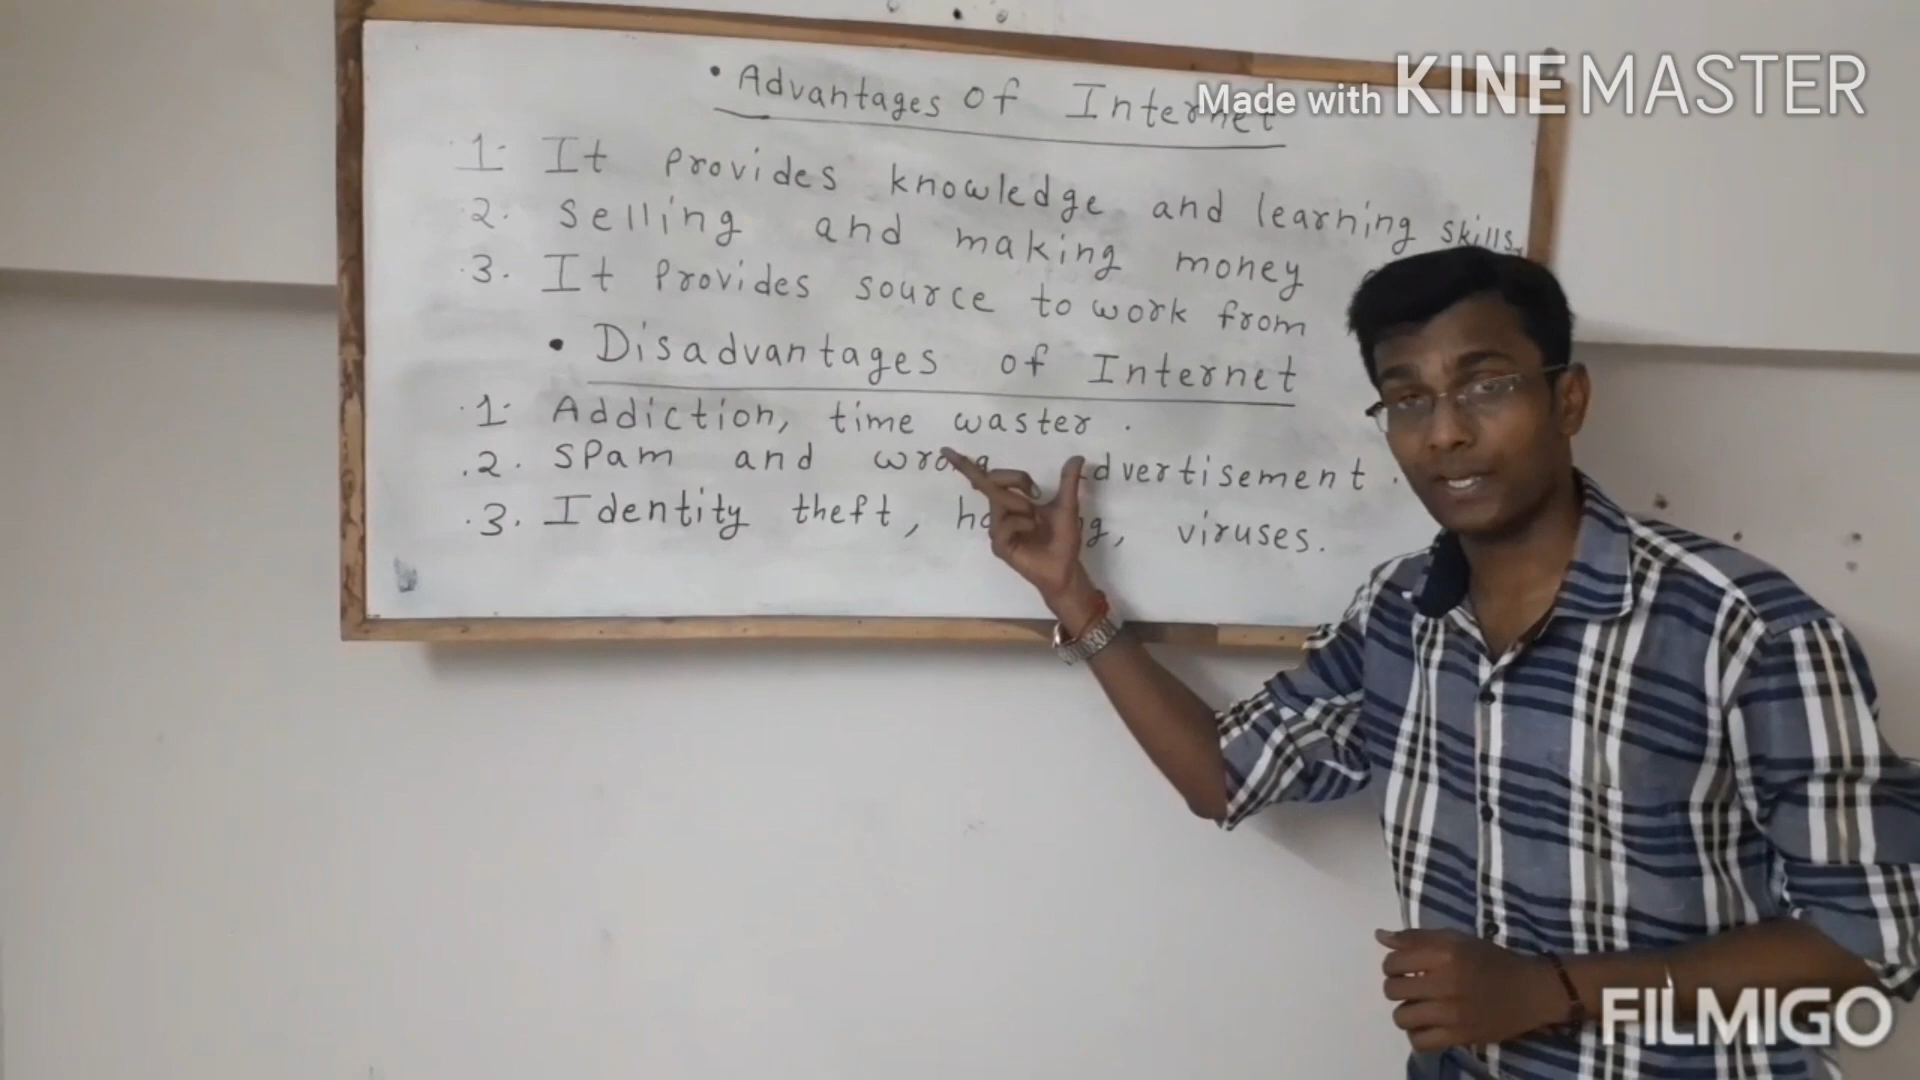 • Advantages of Internet
Made with KINEMASTER
1. It provides knowledge and learning skills.
2. Selling and making money
3. It provides source to work from
• Disadvantages of Internet
1. Addiction, time waster.
2. Spam and wrong advertisement.
3. Identity theft, viruses.
FILMIGO